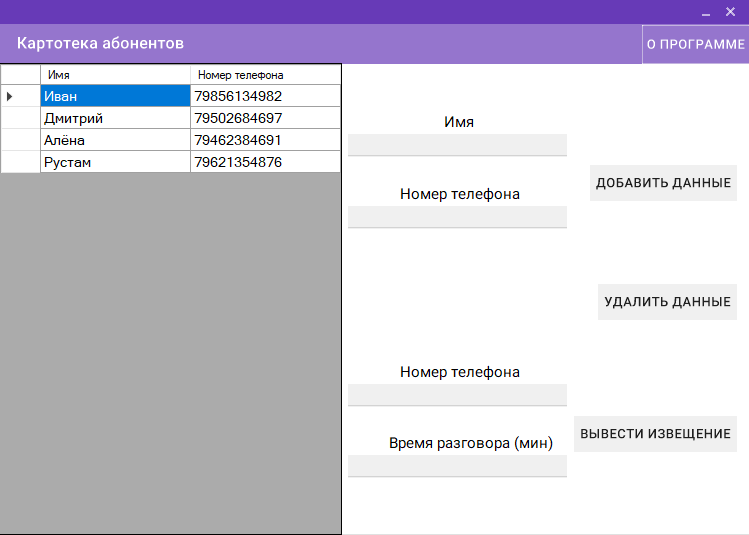 Картотека абонентов
О ПРОГРАММЕ
Имя Номер телефона
Иван 79856134982
Дмитрий 79502684697
Алёна 79462384691
Рустам 79621354876
Имя
Номер телефона
ДОБАВИТЬ ДАННЫЕ
УДАЛИТЬ ДАННЫЕ
Номер телефона
Время разговора (мин)
ВЫВЕСТИ ИЗВЕЩЕНИЕ